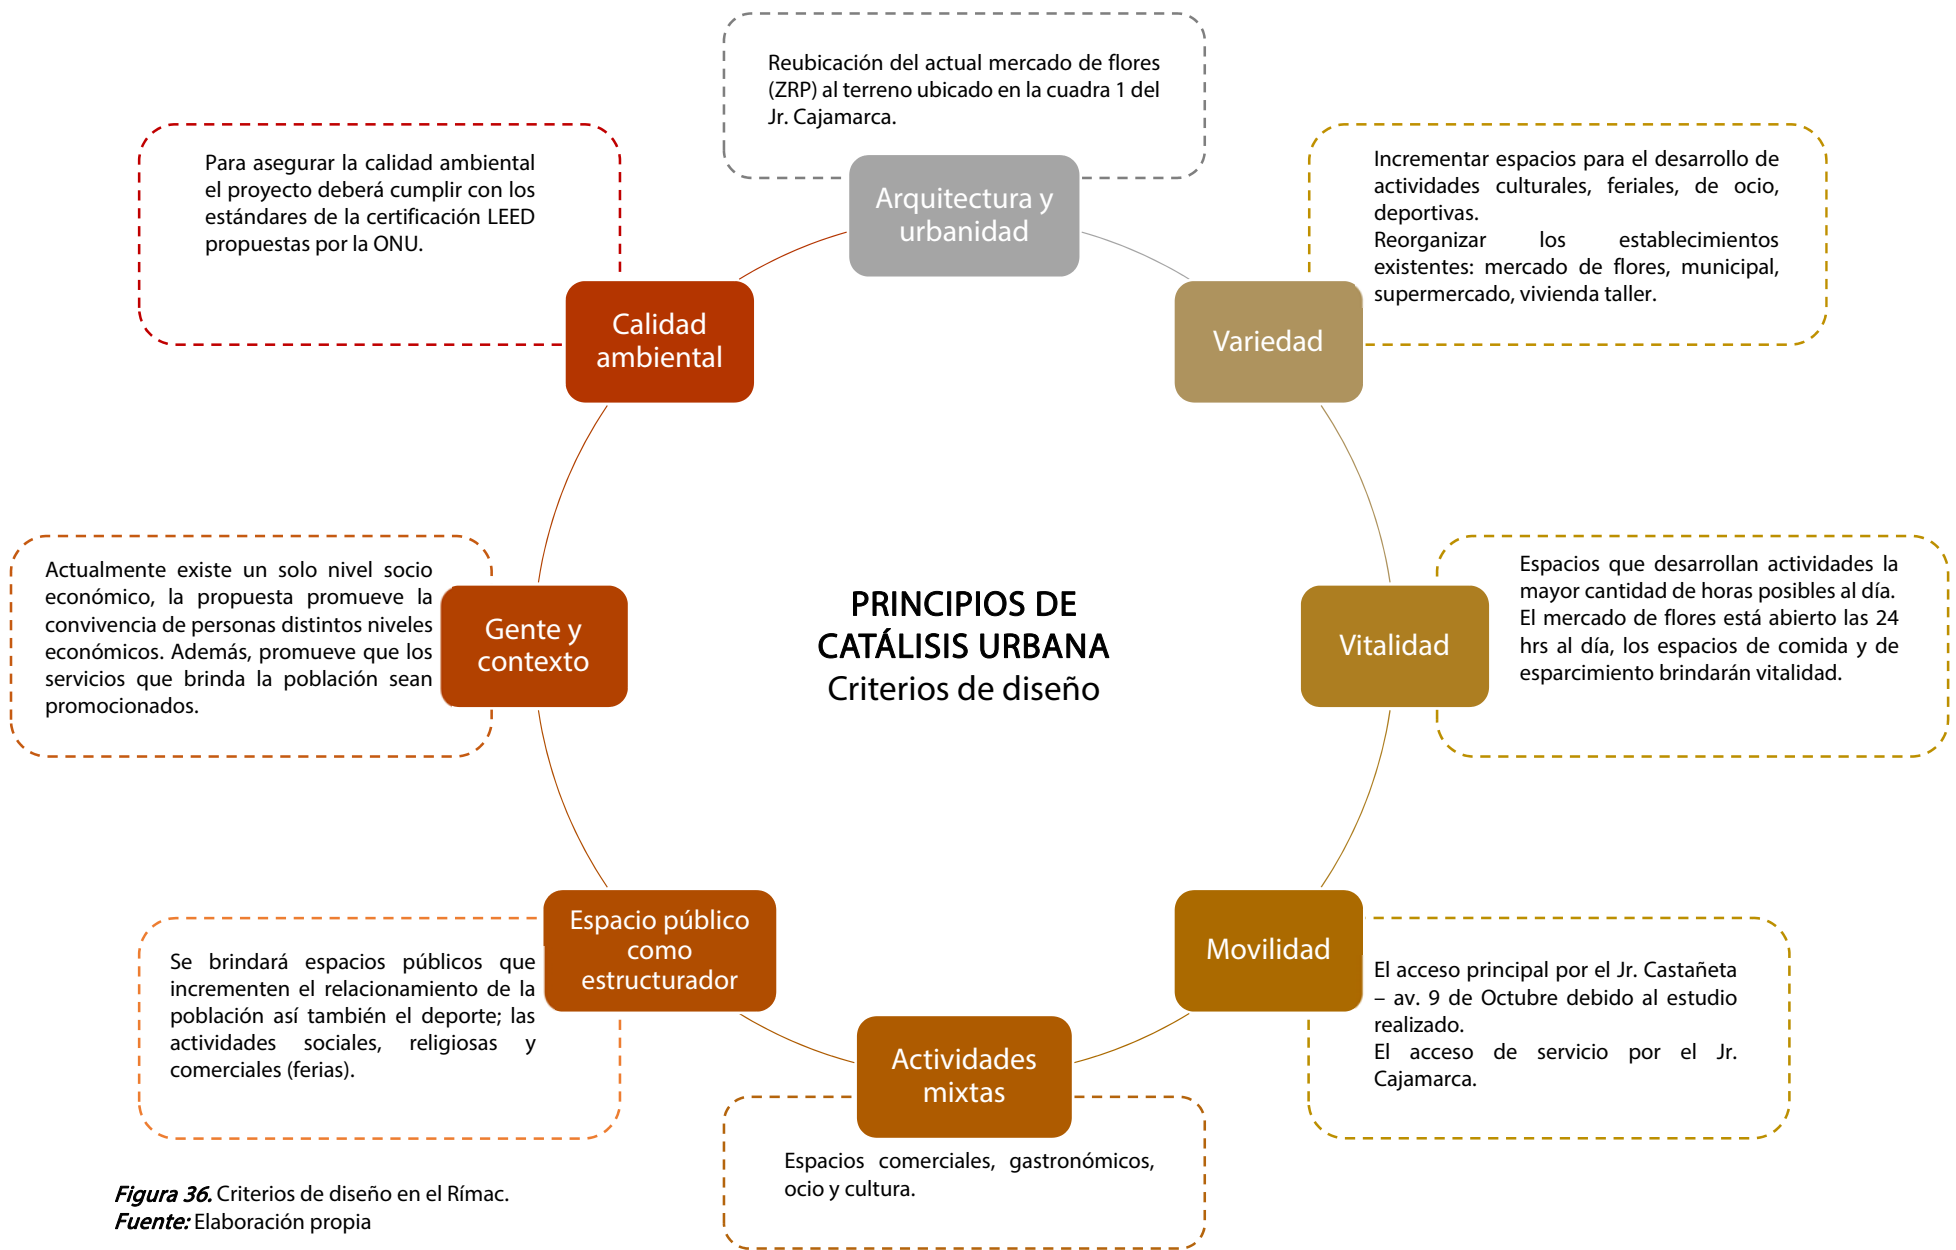 Reubicación del actual mercado de flores
(ZRP) al terreno ubicado en la cuadra 1 del
Jr. Cajamarca.
Arquitectura y
urbanidad
Incrementar espacios para el desarrollo de
actividades culturales, feriales, de ocio,
deportivas.
Reorganizar los establecimientos
existentes: mercado de flores, municipal,
supermercado, vivienda taller.
Variedad
Espacios que desarrollan actividades la
mayor cantidad de horas posibles al día.
El mercado de flores está abierto las 24
hrs al día, los espacios de comida y de
esparcimiento brindarán vitalidad.
Vitalidad
Movilidad
El acceso principal por el Jr. Castañeta
– av. 9 de Octubre debido al estudio
realizado.
El acceso de servicio por el Jr.
Cajamarca.
Actividades
mixtas
Espacios comerciales, gastronómicos,
ocio y cultura.
Espacio público
como
estructurador
Se brindará espacios públicos que
incrementen el relacionamiento de la
población así también el deporte; las
actividades sociales, religiosas y
comerciales (ferias).
Gente y
contexto
Actualmente existe un solo nivel socio
económico, la propuesta promueve la
convivencia de personas distintos niveles
económicos. Además, promueve que los
servicios que brinda la población sean
promocionados.
Calidad
ambiental
Para asegurar la calidad ambiental
el proyecto deberá cumplir con los
estándares de la certificación LEED
propuestas por la ONU.
PRINCIPIOS DE
CATÁLISIS URBANA
Criterios de diseño
Figura 36. Criterios de diseño en el Rímac.
Fuente: Elaboración propia